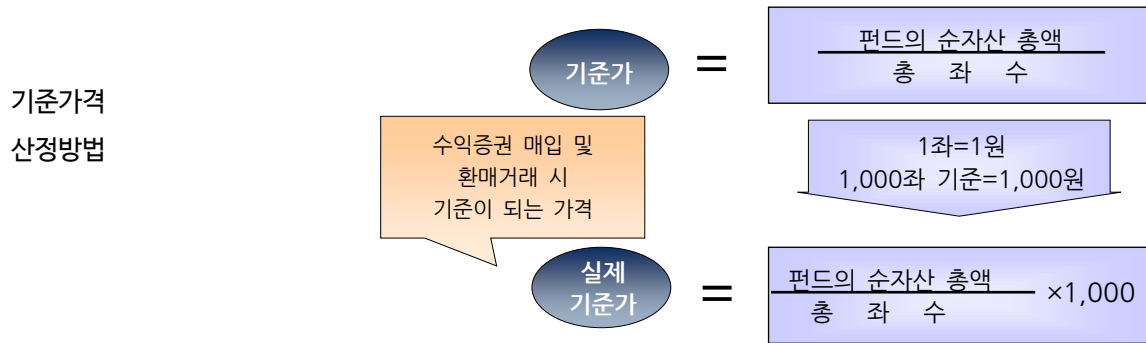 기준가격
산정방법
기준가
=
펀드의 순자산 총액
총 좌 수
수익증권 매입 및
환매거래 시
기준이 되는 가격
1좌=1원
1,000좌 기준=1,000원
실제
기준가
=
펀드의 순자산 총액
총 좌 수
×1,000